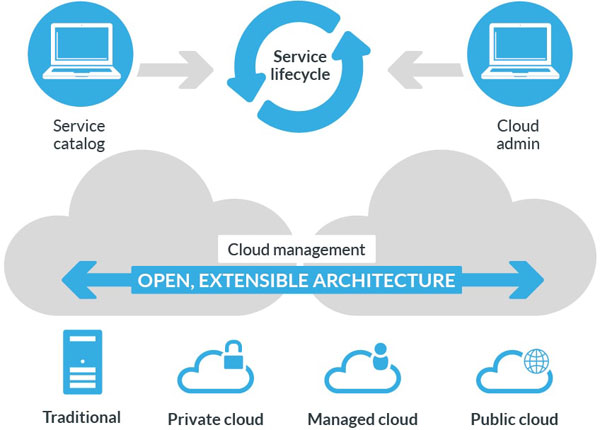 Service
lifecycle
Service
catalog
Cloud
admin
Cloud management
OPEN, EXTENSIBLE ARCHITECTURE
Traditional
Private cloud
Managed cloud
Public cloud